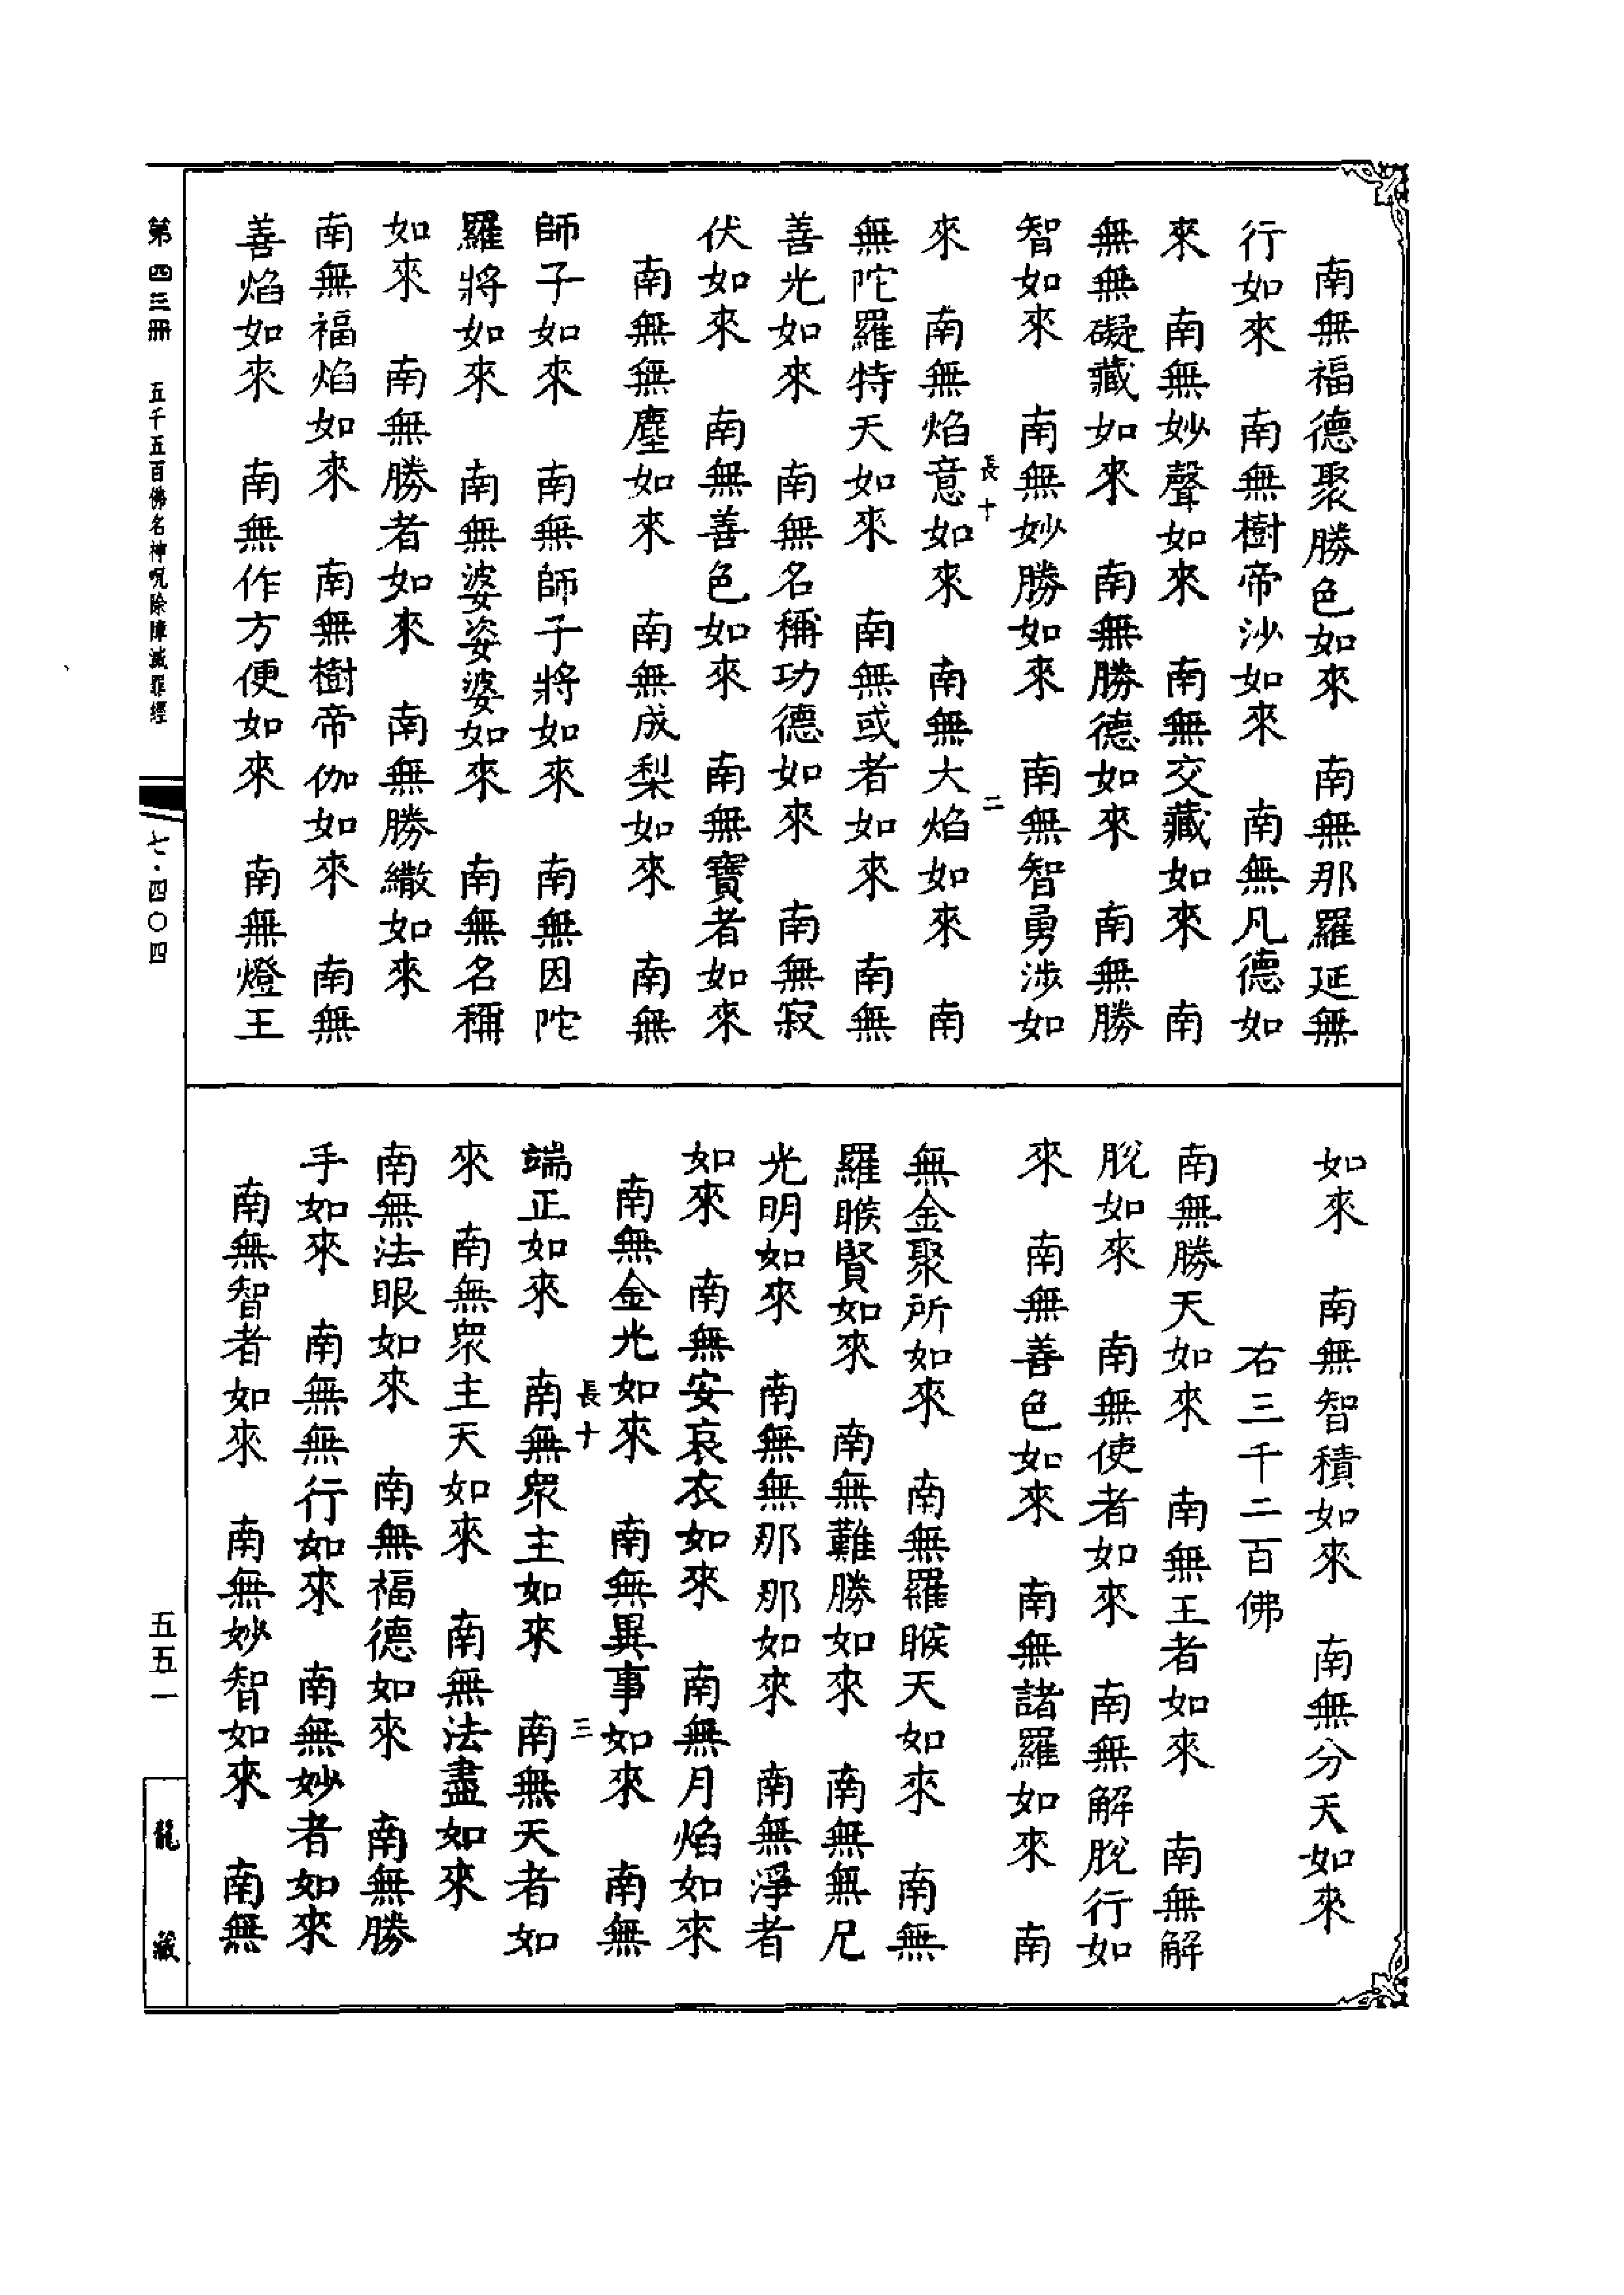 南無福德聚勝色如來　南無那羅延無
行如來　南無樹帝沙如來　南無凡德如
來　南無妙聲如來　南無交藏如來　南
無無礙藏如來　南無勝德如來　南無勝
智如來　南無妙勝如來　南無智勇涉如
長十　二
來　南無焰意如來　南無大焰如來　南
無陀羅特天如來　南無或者如來　南無
善光如來　南無名稱功德如來　南無寂
伏如來　南無善色如來　南無寶者如來
南無無塵如來　南無成梨如來　南無
師子如來　南無師子將如來　南無因陀
羅將如來　南無婆姿婆如來　南無名稱
如來　南無勝者如來　南無勝繖如來
南無福焰如來　南無樹帝伽如來　南無
善焰如來　南無作方便如來　南無燈王
如來　南無智積如來　南無分天如來
右三千二百佛
南無勝天如來　南無王者如來　南無解
脫如來　南無使者如來　南無解脫行如
來　南無善色如來　南無諸羅如來　南
無金聚所如來　南無羅睺天如來　南無
羅睺賢如來　南無難勝如來　南無無尼
光明如來　南無無那那如來　南無淨者
如來　南無安哀衣如來　南無月焰如來
南無金光如來　南無異事如來　南無
長十　三
端正如來　南無衆主如來　南無天者如
來　南無衆主天如來　南無法盡如來
南無法眼如來　南無福德如來　南無勝
手如來　南無無行如來　南無妙者如來
南無智者如來　南無妙智如來　南無
第四三冊　五千五百佛名神呪除障滅罪經
七·四〇四
五五一
龍藏